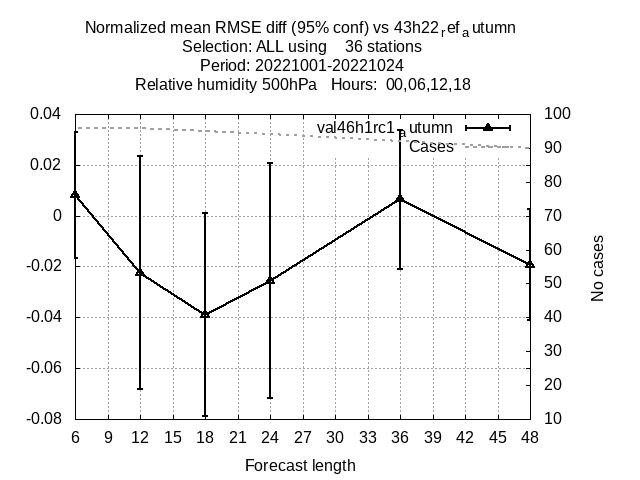 Normalized mean RMSE diff (95% conf) vs 43h22ref autumn
Selection: ALL using    36 stations
Period: 20221001-20221024
Relative humidity 500hPa   Hours:  00,06,12,18
0.04
0.02
0
-0.02
-0.04
-0.06
-0.08
100
90
80
70
60
50
40
30
20
10
val46h1rc1autumn
Cases
No cases
6 9 12 15 18 21 24 27 30 33 36 39 42 45 48
Forecast length